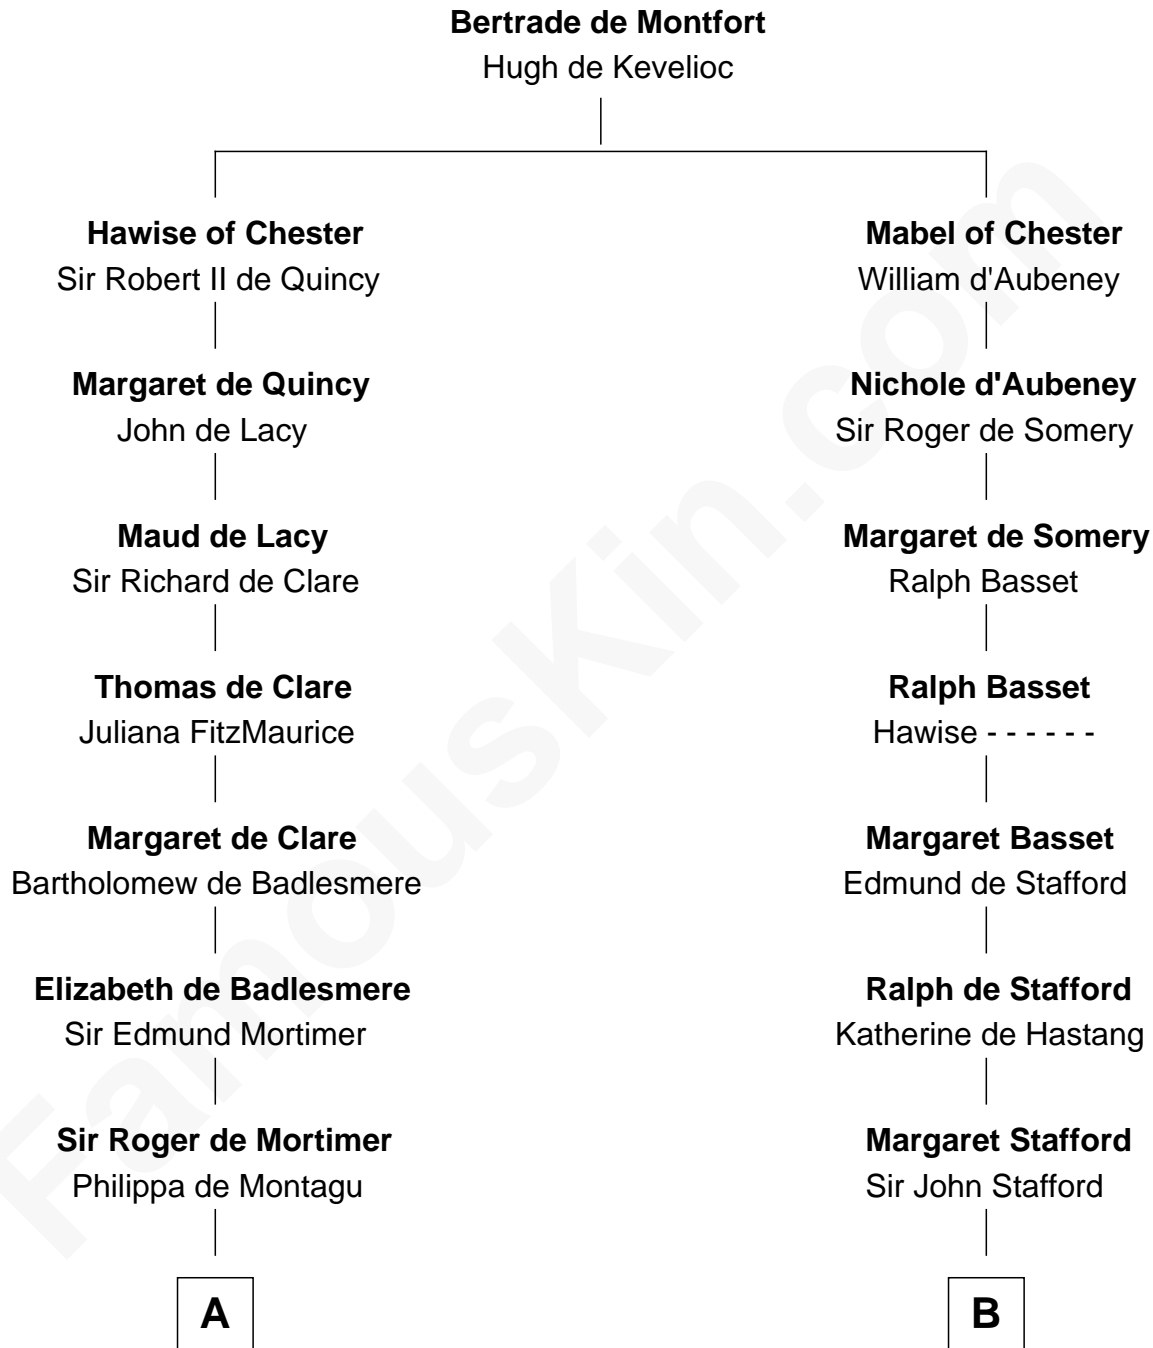 Bertrade de Montfort
Hugh de Kevelioc
Hawise of Chester
Sir Robert II de Quincy
Mabel of Chester
William d'Aubeney
Margaret de Quincy
John de Lacy
Nichole d'Aubeney
Sir Roger de Somery
Maud de Lacy
Sir Richard de Clare
Margaret de Somery
Ralph Basset
Thomas de Clare
Juliana FitzMaurice
Ralph Basset
Hawise - - - - - -
Margaret de Clare
Bartholomew de Badlesmere
Margaret Basset
Edmund de Stafford
Elizabeth de Badlesmere
Sir Edmund Mortimer
Ralph de Stafford
Katherine de Hastang
Sir Roger de Mortimer
Philippa de Montagu
Margaret Stafford
Sir John Stafford
A
B
FamousKin.com